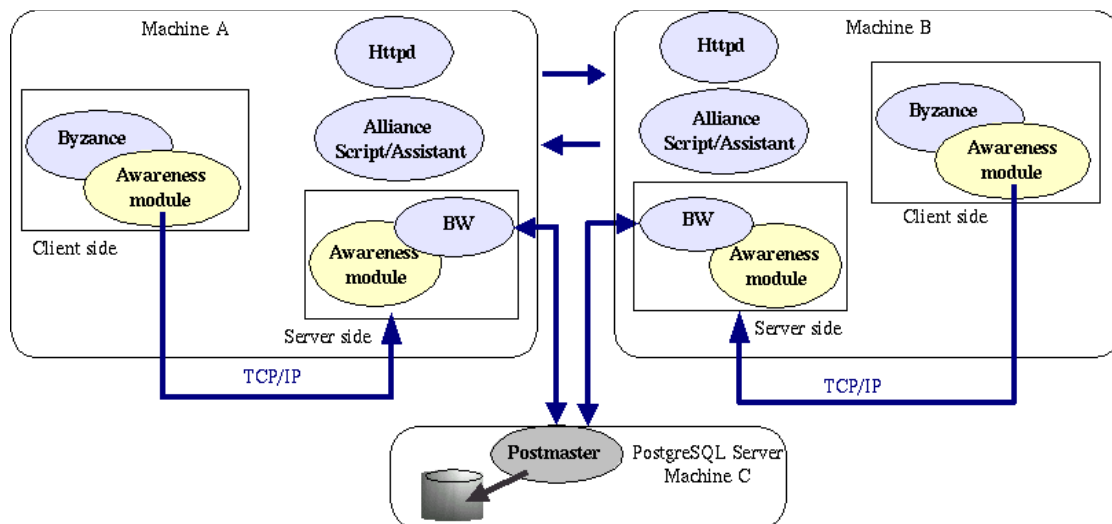 Machine A
Httpd
Byzance
Alliance
Script/Assistant
Awareness
module
Client side
BW
Awareness
module
Server side
TCP/IP
Machine B
Httpd
Byzance
Alliance
Script/Assistant
Awareness
module
Client side
BW
Awareness
module
Server side
TCP/IP
Postmaster
PostgreSQL Server
Machine C